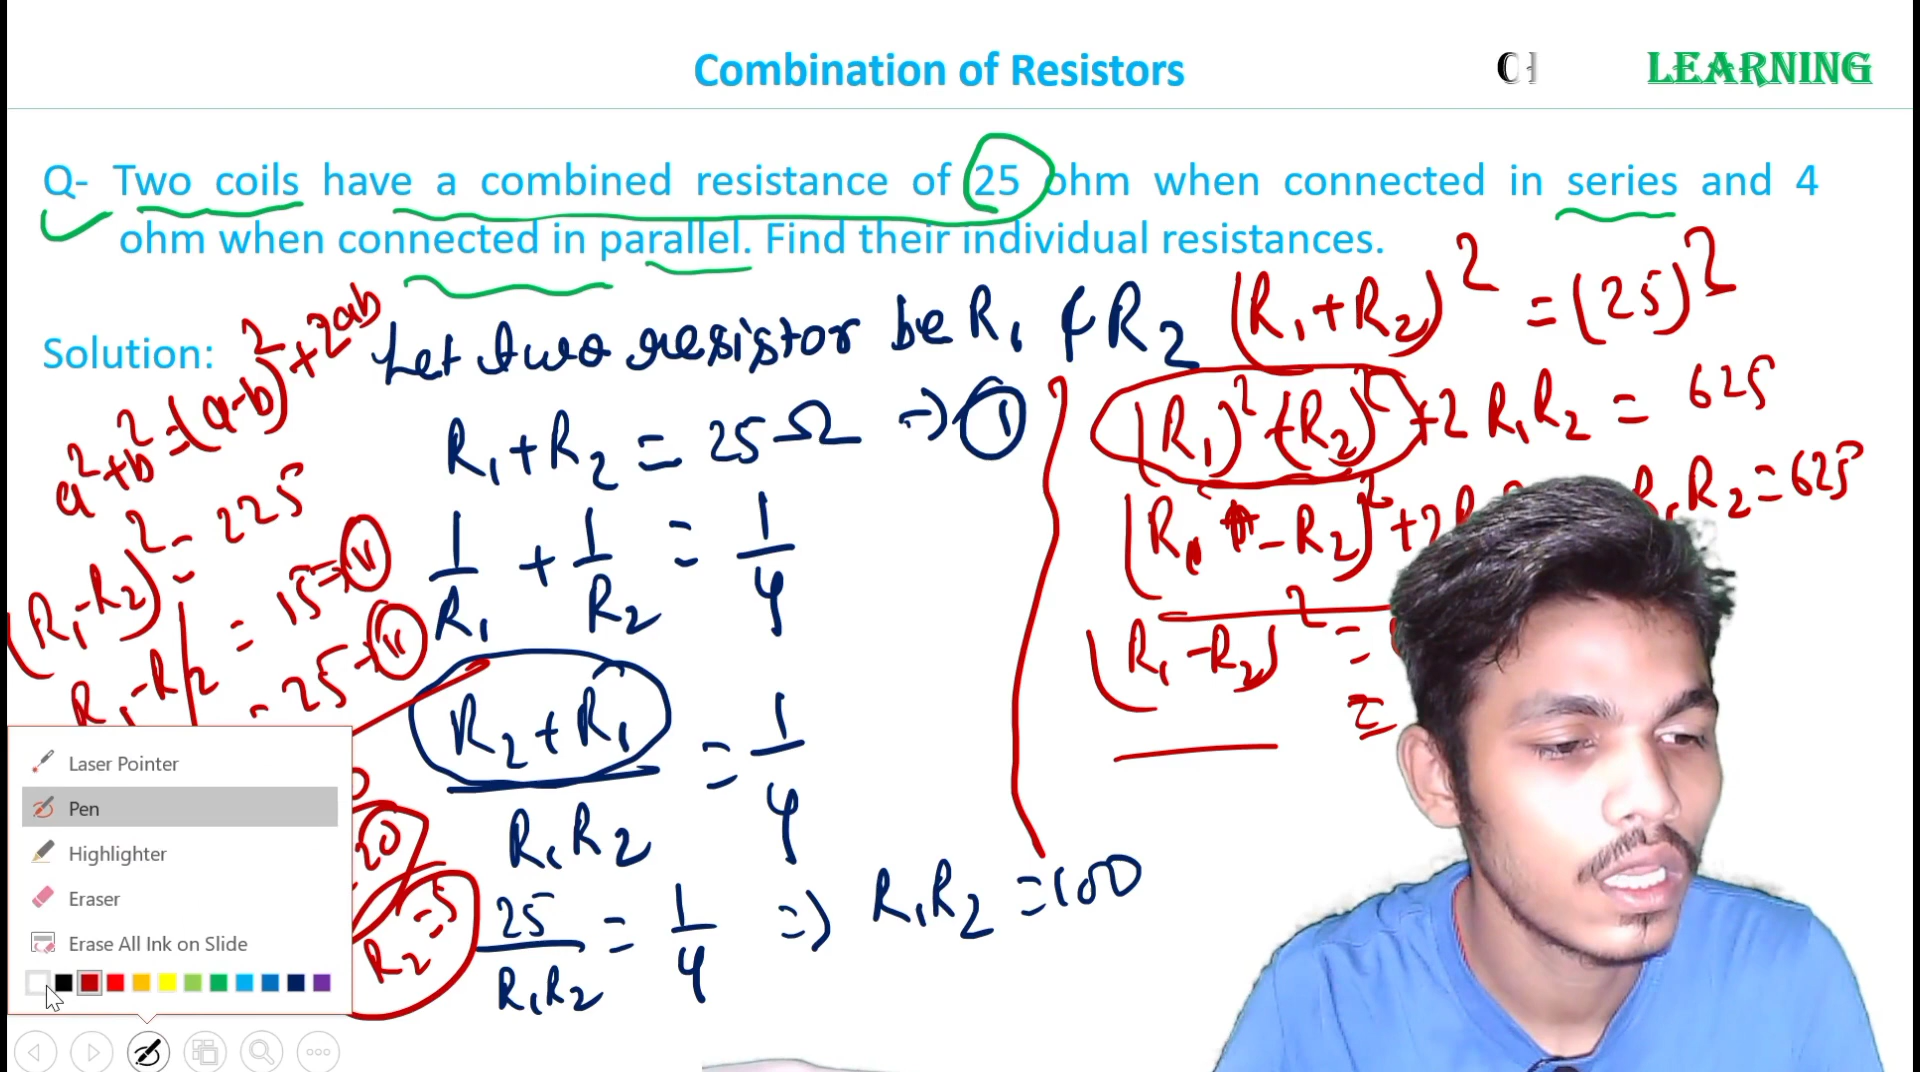 Combination of Resistors
LEARNING
Q- Two coils have a combined resistance of 25 ohm when connected in series and 4
ohm when connected in parallel. Find their individual resistances.
Solution:
Let two resistor be R₁ & R₂
R₁+R₂ = 25Ω → ①
1/R₁ + 1/R₂ = 1/4
R₂+R₁/R₁R₂ = 1/4
25/R₁R₂ = 1/4 => R₁R₂ = 100
(R₁+R₂)² = (25)²
(R₁)²+(R₂)²+2R₁R₂ = 625
(R₁-R₂)²+2 R₁R₂ = 625
(R₁-R₂)² =
=
a²+b² = (a-b)²+2ab
(R₁-R₂)² = 225
R₁-R₂ = 15 → ⑪
= 25 → ⑪
20
R₂ = 5
Laser Pointer
Pen
Highlighter
Eraser
Erase All Ink on Slide